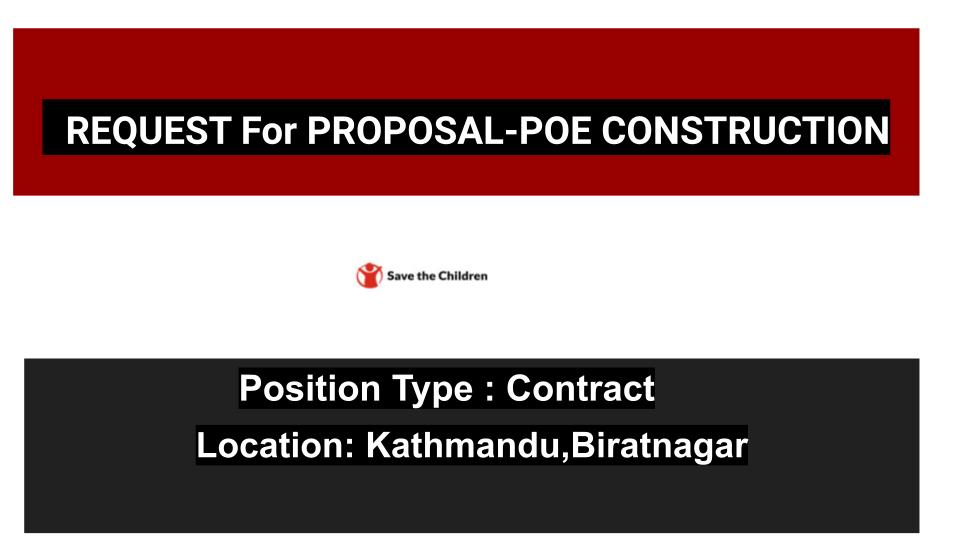 REQUEST For PROPOSAL-POE CONSTRUCTION
Save the Children
Position Type : Contract
Location: Kathmandu,Biratnagar